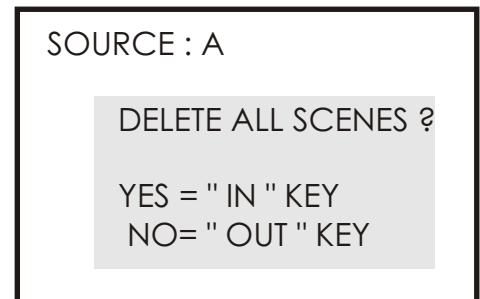 SOURCE : A
DELETE ALL SCENES ?
YES = " IN " KEY
NO= " OUT " KEY